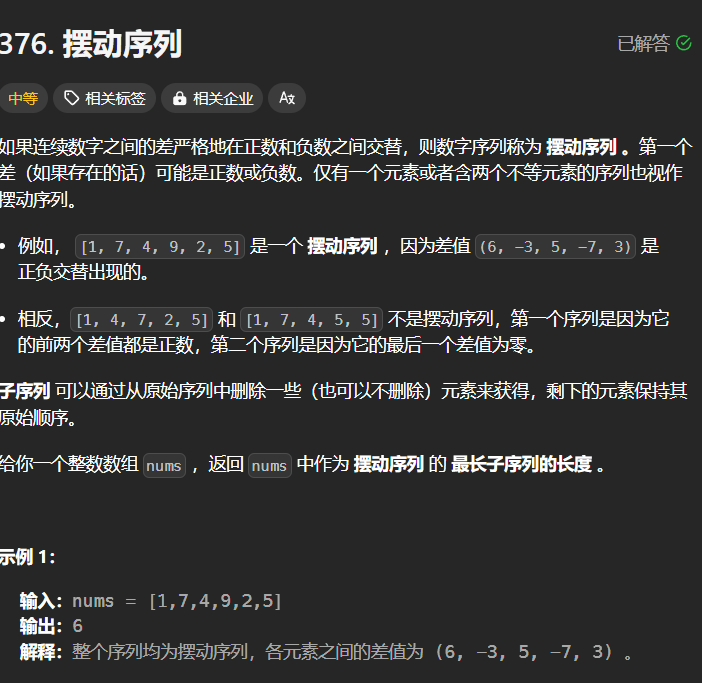 376. 摆动序列
已解答
中等 相关标签 相关企业 Aあ
如果连续数字之间的差严格地在正数和负数之间交替，则数字序列称为 摆动序列 。第一个
差（如果存在的话）可能是正数或负数。仅有一个元素或者含两个不等元素的序列也视作
摆动序列。
• 例如， [1, 7, 4, 9, 2, 5] 是一个 摆动序列 ，因为差值 (6, -3, 5, -7, 3) 是
正负交替出现的。
• 相反，[1, 4, 7, 2, 5] 和 [1, 7, 4, 5, 5] 不是摆动序列，第一个序列是因为它
的前两个差值都是正数，第二个序列是因为它的最后一个差值为零。
子序列 可以通过从原始序列中删除一些（也可以不删除）元素来获得，剩下的元素保持其
原始顺序。
给你一个整数数组 nums ，返回 nums 中作为 摆动序列 的 最长子序列的长度 。
示例 1：
输入：nums = [1,7,4,9,2,5]
输出：6
解释：整个序列均为摆动序列，各元素之间的差值为 (6, -3, 5, -7, 3) 。